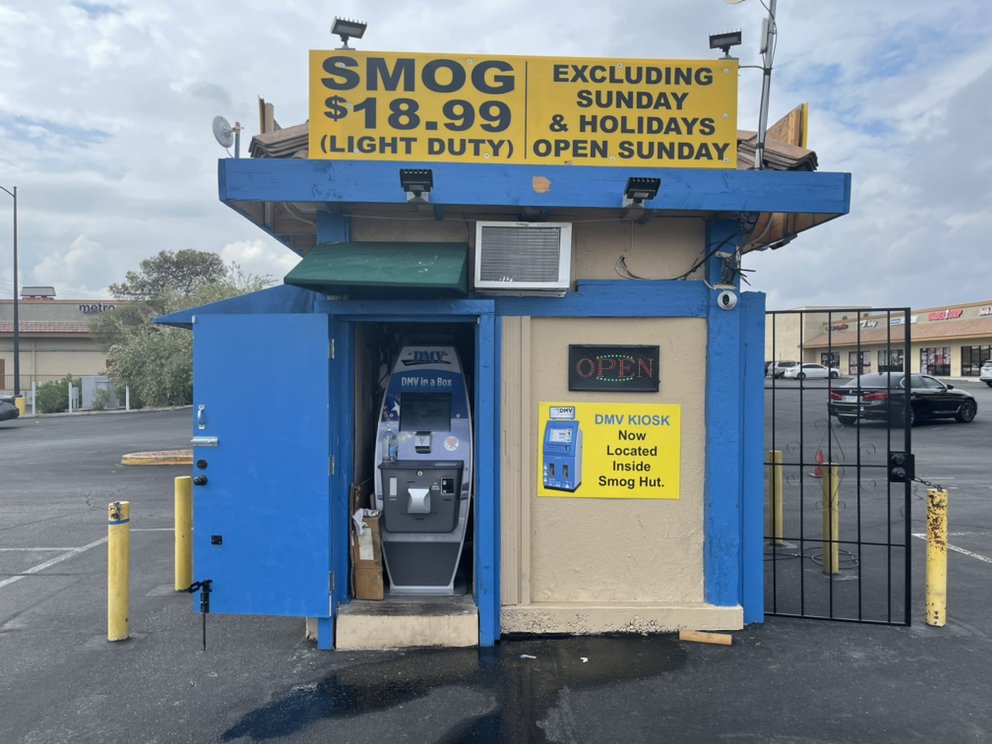 SMOG
$18.99
(LIGHT DUTY)
EXCLUDING
SUNDAY
& HOLIDAYS
OPEN SUNDAY
metro
DMV
DMV in a Box
OPEN
DMV
DMV KIOSK
Now
Located
Inside
Smog Hut.